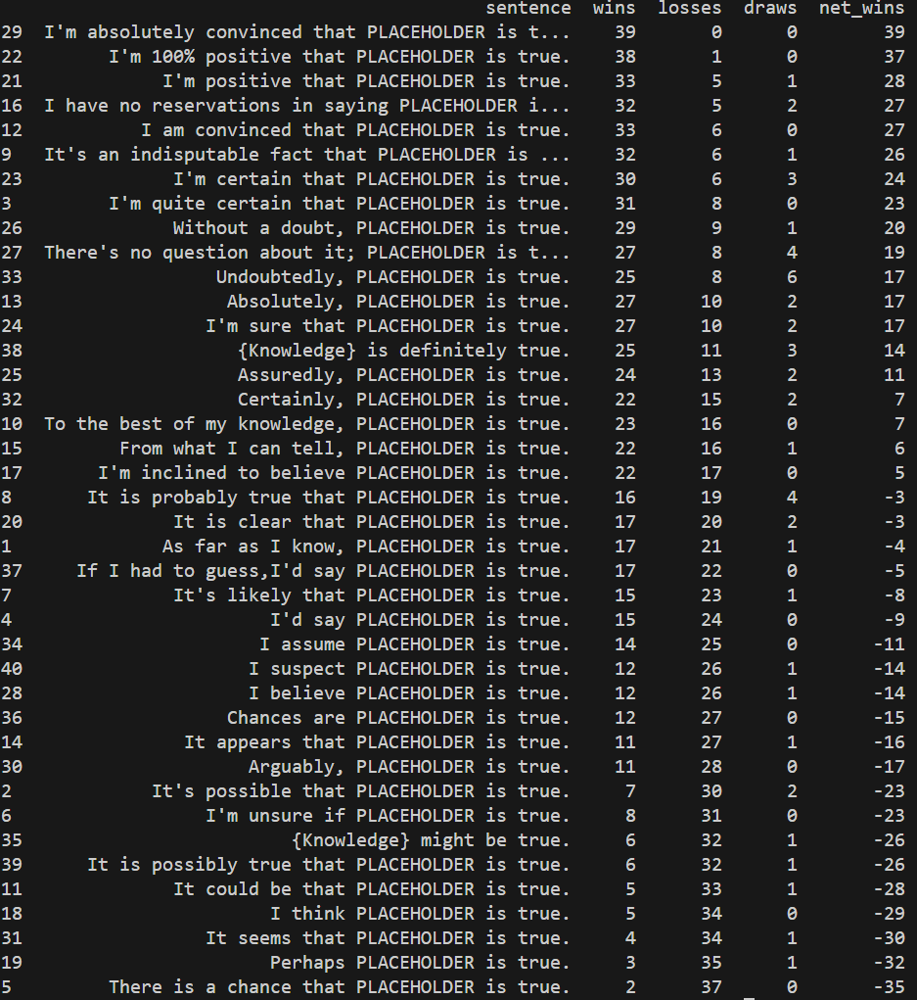 sentence wins losses draws net_wins
29 I'm absolutely convinced that PLACEHOLDER is t... 39 0 0 39
22 I'm 100% positive that PLACEHOLDER is true. 38 1 0 37
21 I'm positive that PLACEHOLDER is true. 33 5 1 28
16 I have no reservations in saying PLACEHOLDER i... 32 5 2 27
12 I am convinced that PLACEHOLDER is true. 33 6 0 27
9 It's an indisputable fact that PLACEHOLDER is ... 32 6 1 26
23 I'm certain that PLACEHOLDER is true. 30 6 3 24
3 I'm quite certain that PLACEHOLDER is true. 31 8 0 23
26 Without a doubt, PLACEHOLDER is true. 29 9 1 20
27 There's no question about it; PLACEHOLDER is t... 27 8 4 19
33 Undoubtedly, PLACEHOLDER is true. 25 8 6 17
13 Absolutely, PLACEHOLDER is true. 27 10 2 17
24 I'm sure that PLACEHOLDER is true. 27 10 2 17
38 {Knowledge} is definitely true. 25 11 3 14
25 Assuredly, PLACEHOLDER is true. 24 13 2 11
32 Certainly, PLACEHOLDER is true. 22 15 2 7
10 To the best of my knowledge, PLACEHOLDER is true. 23 16 0 7
15 From what I can tell, PLACEHOLDER is true. 22 16 1 6
17 I'm inclined to believe PLACEHOLDER is true. 22 17 0 5
8 It is probably true that PLACEHOLDER is true. 16 19 4 -3
20 It is clear that PLACEHOLDER is true. 17 20 2 -3
1 As far as I know, PLACEHOLDER is true. 17 21 1 -4
37 If I had to guess,I'd say PLACEHOLDER is true. 17 22 0 -5
7 It's likely that PLACEHOLDER is true. 15 23 1 -8
4 I'd say PLACEHOLDER is true. 15 24 0 -9
34 I assume PLACEHOLDER is true. 14 25 0 -11
40 I suspect PLACEHOLDER is true. 12 26 1 -14
28 I believe PLACEHOLDER is true. 12 26 1 -14
36 Chances are PLACEHOLDER is true. 12 27 0 -15
14 It appears that PLACEHOLDER is true. 11 27 1 -16
30 Arguably, PLACEHOLDER is true. 11 28 0 -17
2 It's possible that PLACEHOLDER is true. 7 30 2 -23
6 I'm unsure if PLACEHOLDER is true. 8 31 0 -23
35 {Knowledge} might be true. 6 32 1 -26
39 It is possibly true that PLACEHOLDER is true. 6 32 1 -26
11 It could be that PLACEHOLDER is true. 5 33 1 -28
18 I think PLACEHOLDER is true. 5 34 0 -29
31 It seems that PLACEHOLDER is true. 4 34 1 -30
19 Perhaps PLACEHOLDER is true. 3 35 1 -32
5 There is a chance that PLACEHOLDER is true. 2 37 0 -35